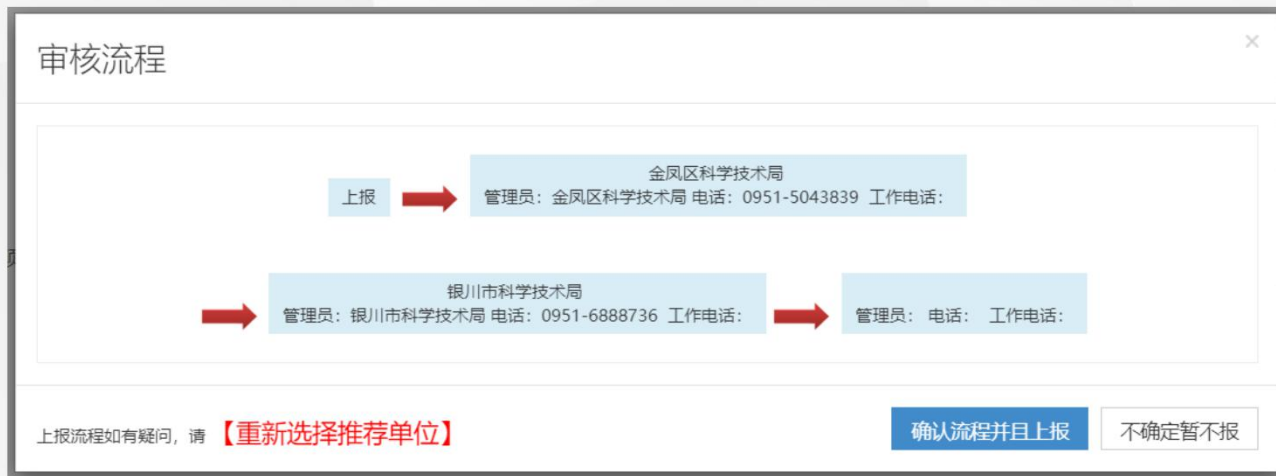 审核流程
×
金凤区科学技术局
上报
管理员：金凤区科学技术局 电话：0951-5043839 工作电话：
银川市科学技术局
管理员：银川市科学技术局 电话：0951-6888736 工作电话：
管理员： 电话： 工作电话：
上报流程如有疑问，请【重新选择推荐单位】
确认流程并且上报
不确定暂不报